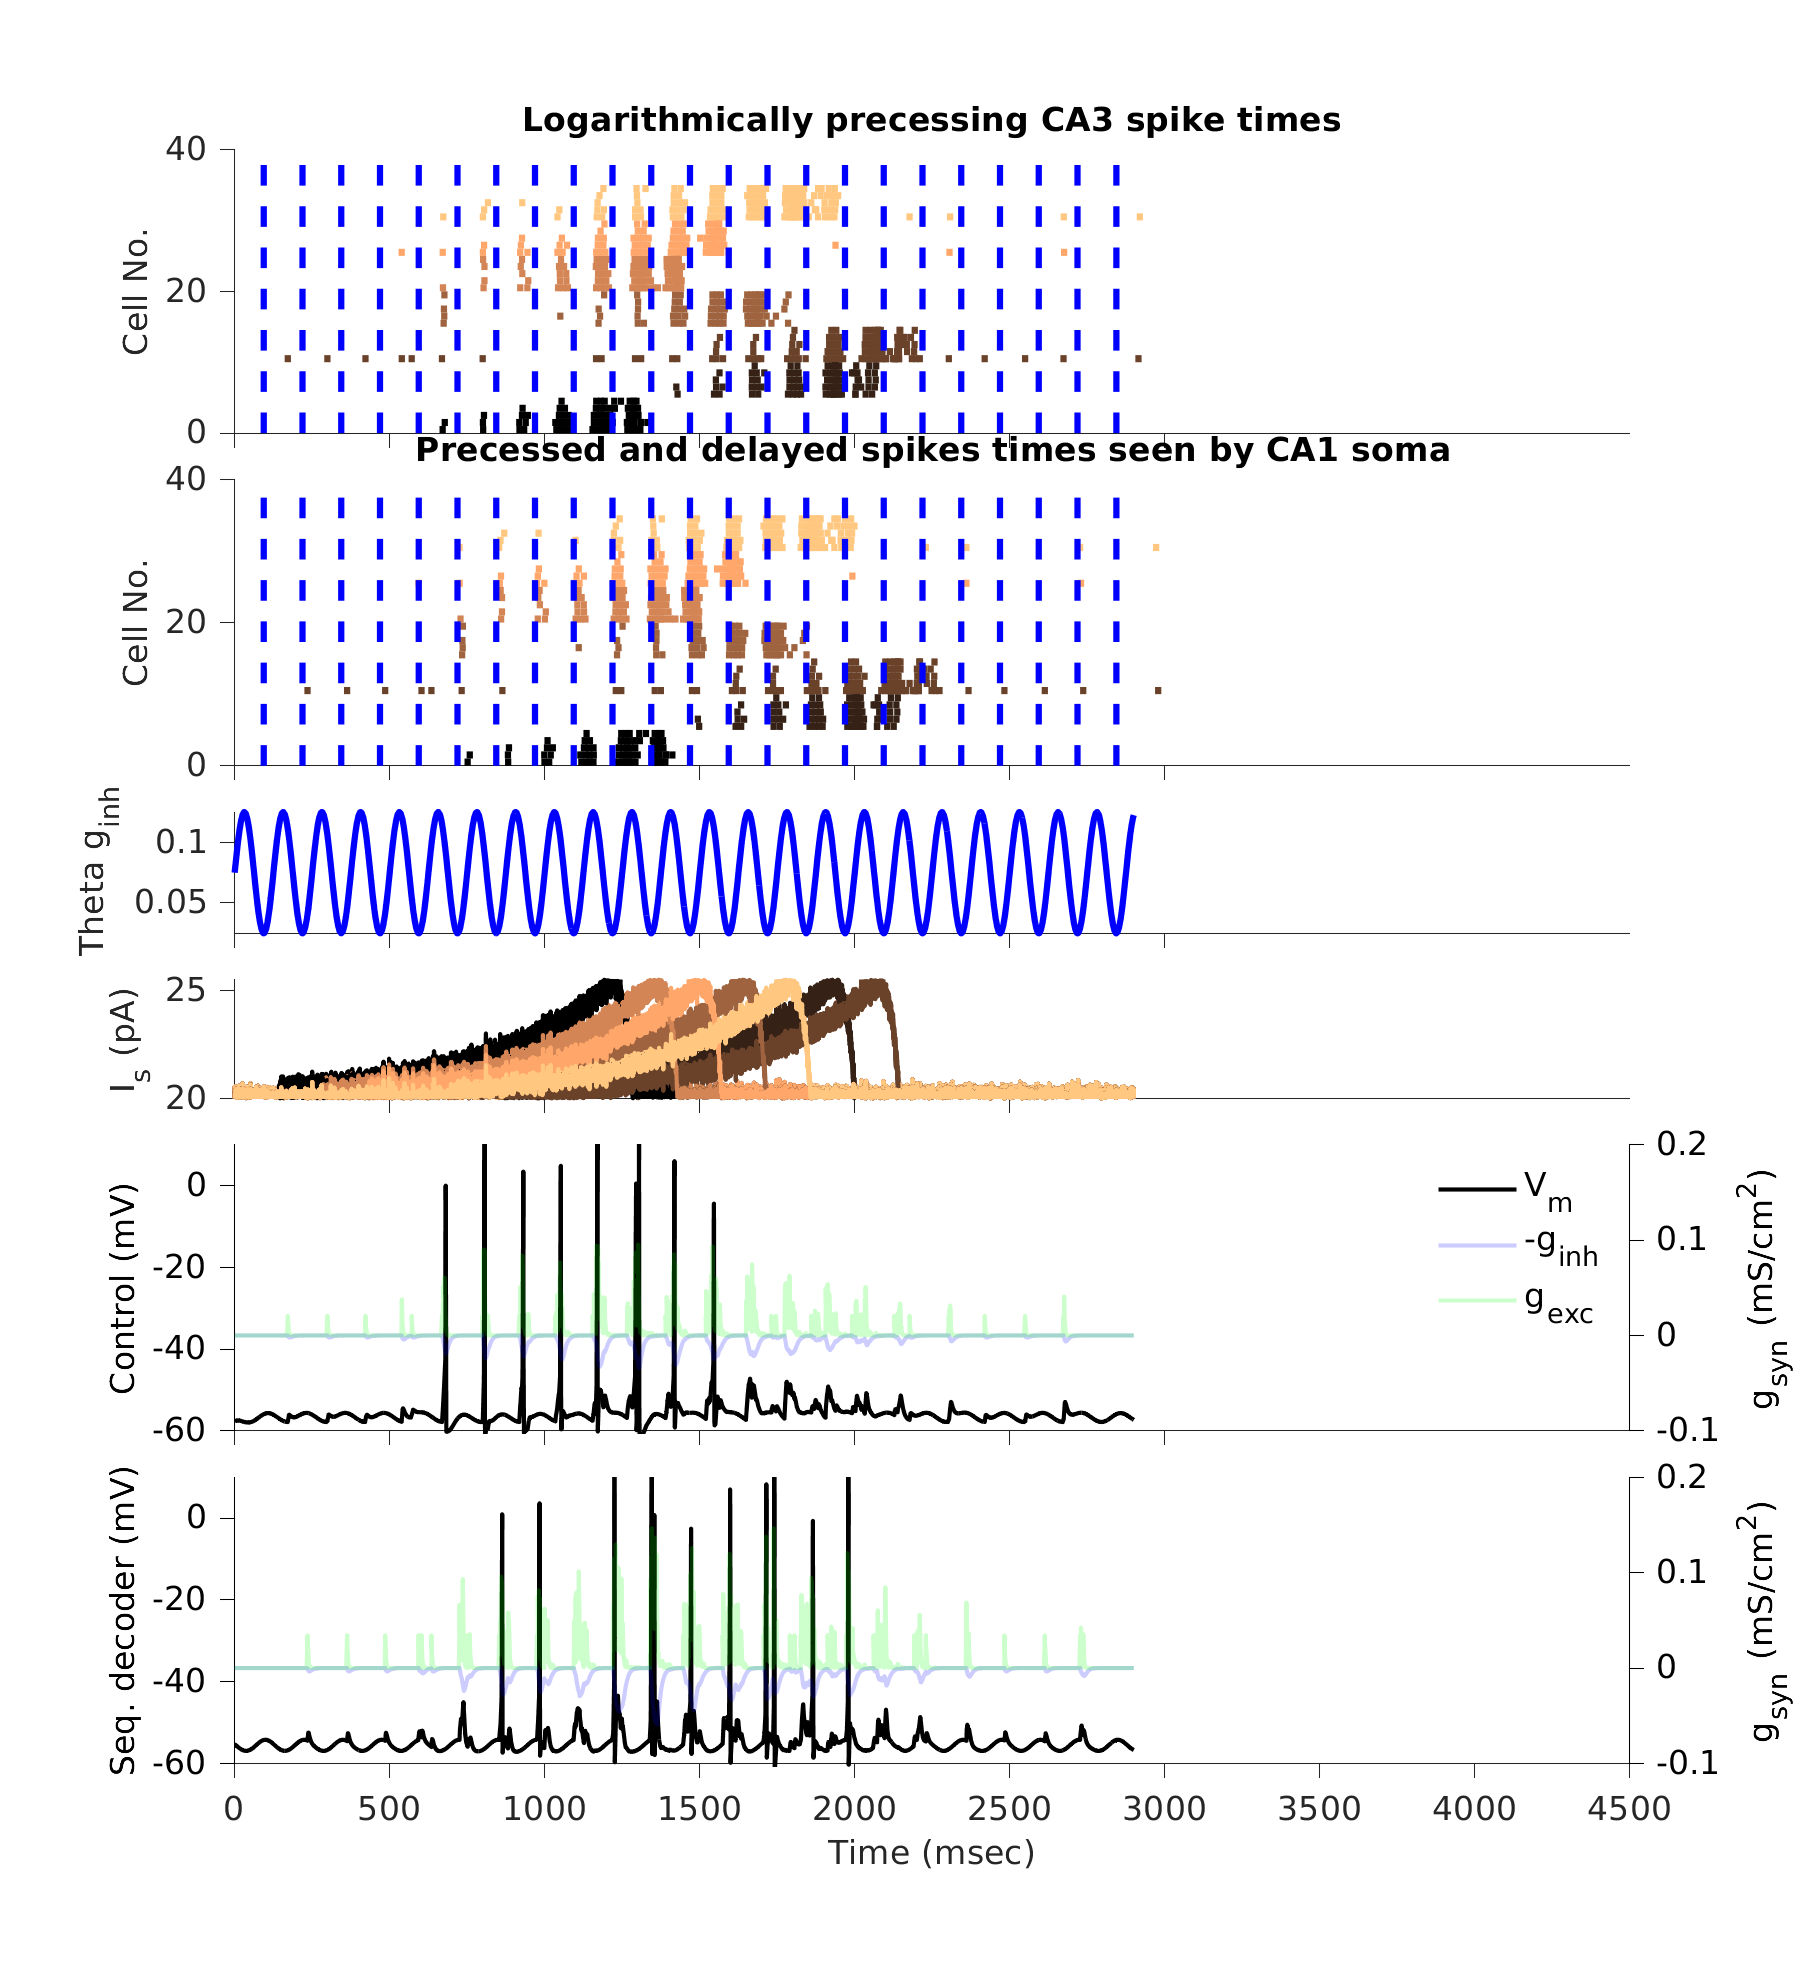 Logarithmically precessing CA3 spike times
40
20
0
Cell No.
Precessed and delayed spikes times seen by CA1 soma
40
20
0
Cell No.
0.1
0.05
Theta g_inh
25
20
I_s (pA)
0
-20
-40
-60
Control (mV)
V_m
-g_inh
g_exc
0.2
0.1
0
-0.1
g_syn (mS/cm^2)
0
-20
-40
-60
Seq. decoder (mV)
0.2
0.1
0
-0.1
g_syn (mS/cm^2)
0 500 1000 1500 2000 2500 3000 3500 4000 4500
Time (msec)